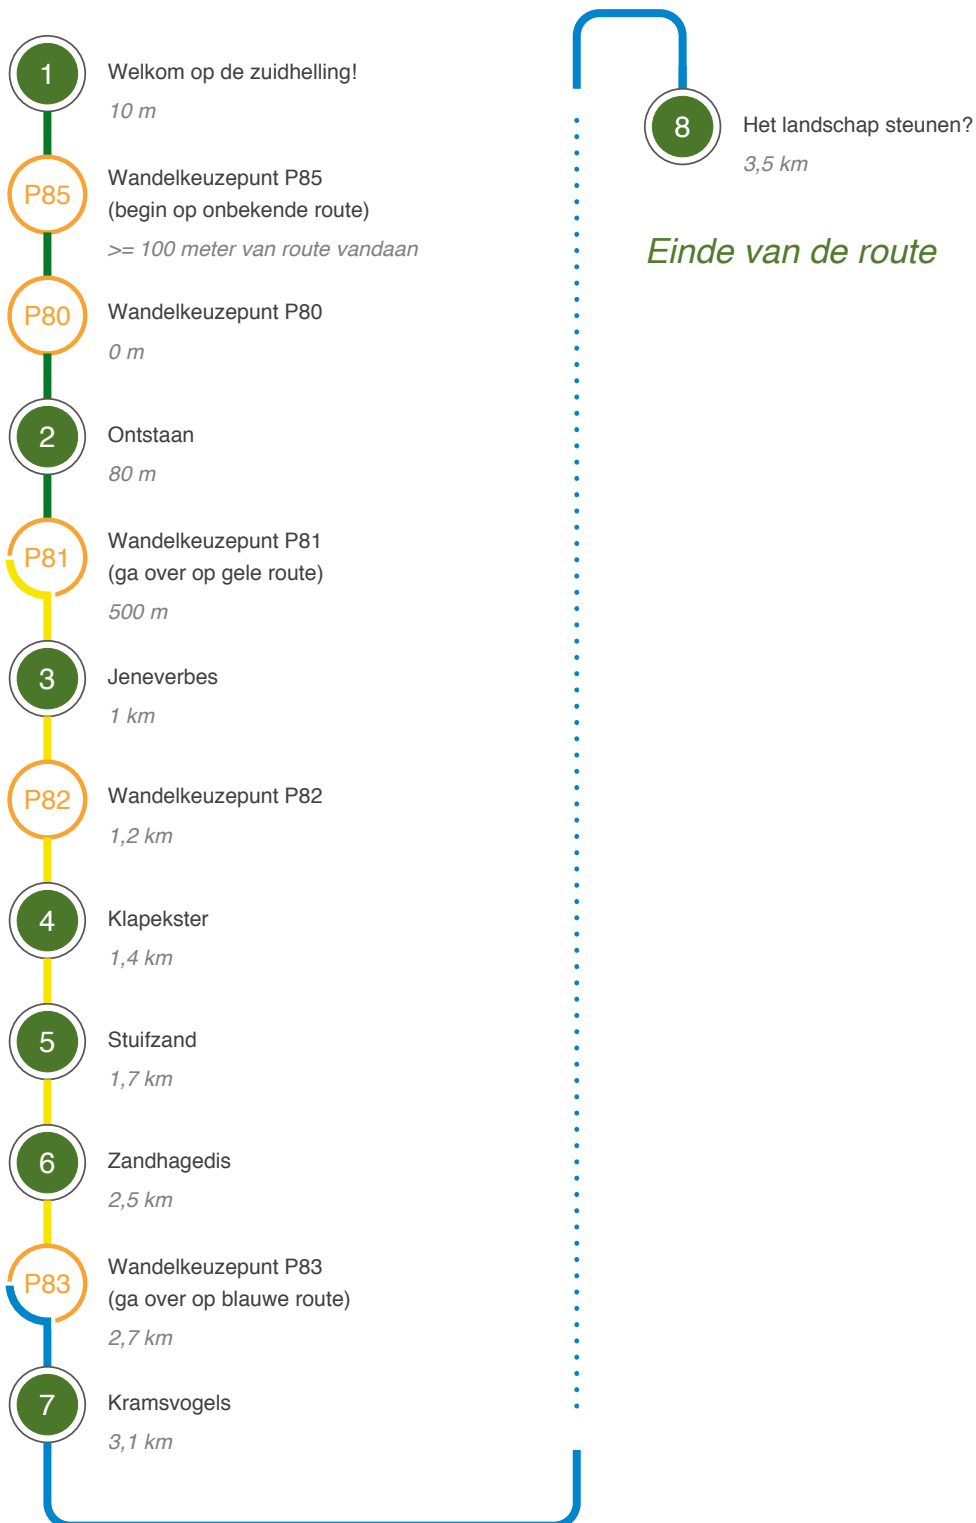 1
Welkom op de zuidhelling!
10 m
P85
Wandelkeuzepunt P85
(begin op onbekende route)
>= 100 meter van route vandaan
P80
Wandelkeuzepunt P80
0 m
2
Ontstaan
80 m
P81
Wandelkeuzepunt P81
(ga over op gele route)
500 m
3
Jeneverbes
1 km
P82
Wandelkeuzepunt P82
1,2 km
4
Klapekster
1,4 km
5
Stuifzand
1,7 km
6
Zandhagedis
2,5 km
P83
Wandelkeuzepunt P83
(ga over op blauwe route)
2,7 km
7
Kramsvogels
3,1 km
8
Het landschap steunen?
3,5 km
Einde van de route